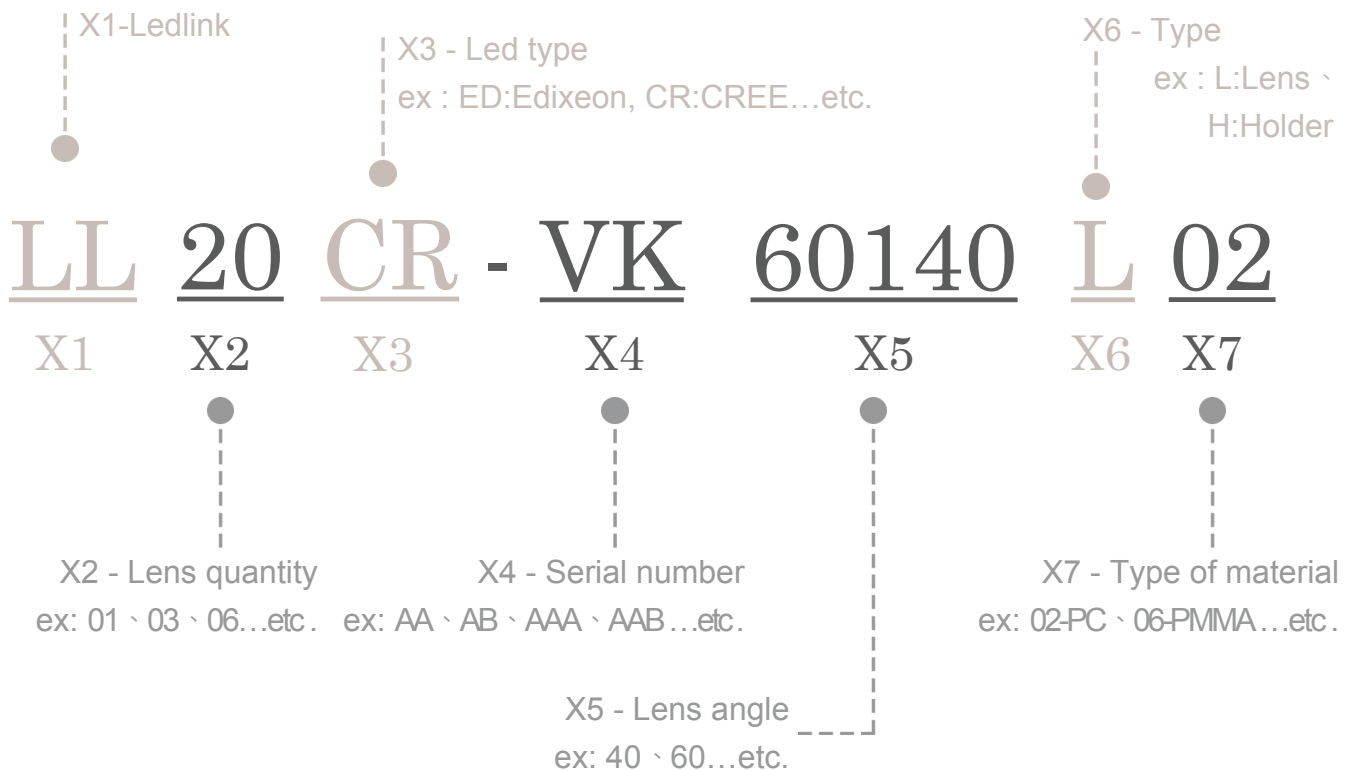 X1-Ledlink
X3 - Led type
ex : ED:Edixeon, CR:CREE…etc.
X6 - Type
ex : L:Lens、
H:Holder
LL 20 CR - VK 60140 L 02
X1 X2 X3 X4 X5 X6 X7
X2 - Lens quantity
ex: 01、03、06…etc.
X4 - Serial number
ex: AA、AB、AAA、AAB…etc.
X7 - Type of material
ex: 02-PC、06-PMMA…etc.
X5 - Lens angle
ex: 40、60…etc.